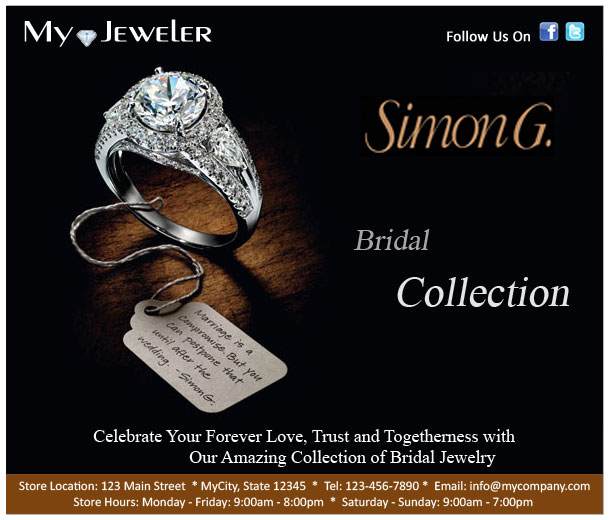 My Jeweler
Follow Us On
Simon G.
Bridal
Collection
Marriage is a
compromise. But you
can postpone that
until after the
wedding. -Simon G.
Celebrate Your Forever Love, Trust and Togetherness with
Our Amazing Collection of Bridal Jewelry
Store Location: 123 Main Street * MyCity, State 12345 * Tel: 123-456-7890 * Email: info@mycompany.com
Store Hours: Monday - Friday: 9:00am - 8:00pm * Saturday - Sunday: 9:00am - 7:00pm